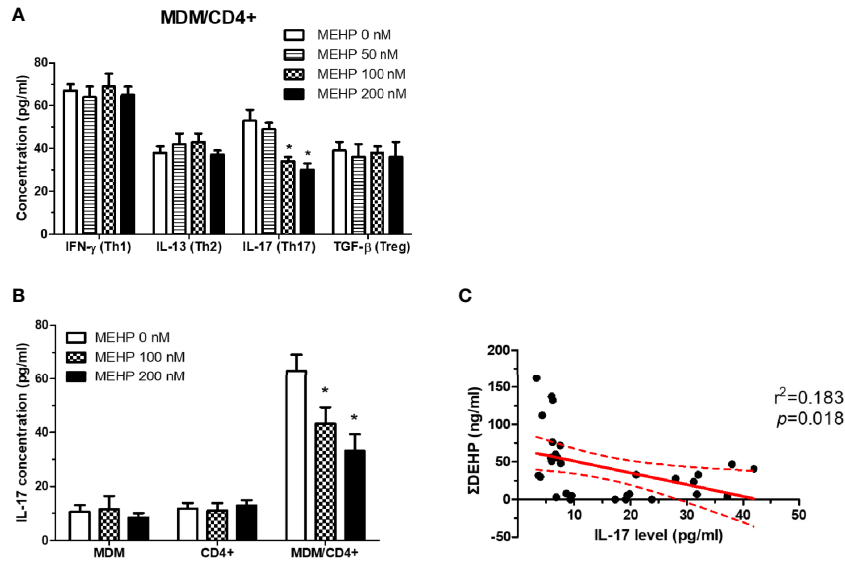 A
MDM/CD4+
MEHP 0 nM
MEHP 50 nM
MEHP 100 nM
MEHP 200 nM
Concentration (pg/ml)
80
60
40
20
0
* *
IFN-γ (Th1) IL-13 (Th2) IL-17 (Th17) TGF-β (Treg)
B
MEHP 0 nM
MEHP 100 nM
MEHP 200 nM
IL-17 concentration (pg/ml)
80
60
40
20
0
*
*
MDM CD4+ MDM/CD4+
C
ΣDEHP (ng/ml)
200
150
100
50
0
-50
r²=0.183
p=0.018
10 20 30 40 50
IL-17 level (pg/ml)